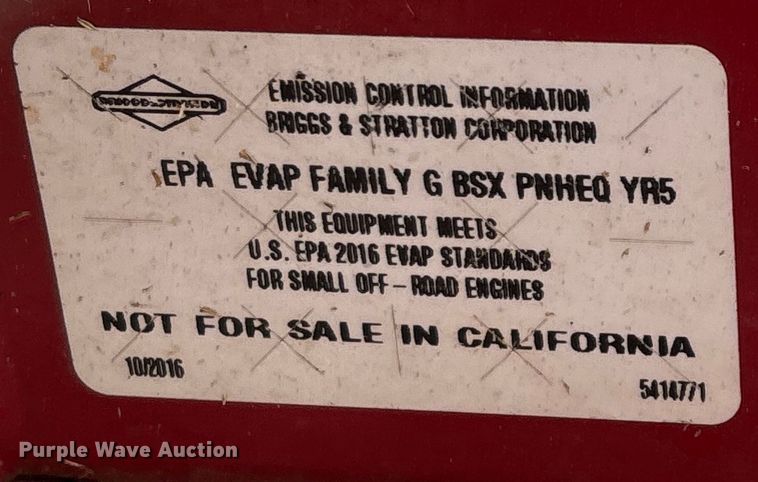 EMISSION CONTROL INFORMATION
BRIGGS & STRATTON CORPORATION
EPA EVAP FAMILY G BSX PNHEQ YR5
THIS EQUIPMENT MEETS
U.S. EPA 2016 EVAP STANDARDS
FOR SMALL OFF - ROAD ENGINES
NOT FOR SALE IN CALIFORNIA
10/2016
5414771
Purple Wave Auction